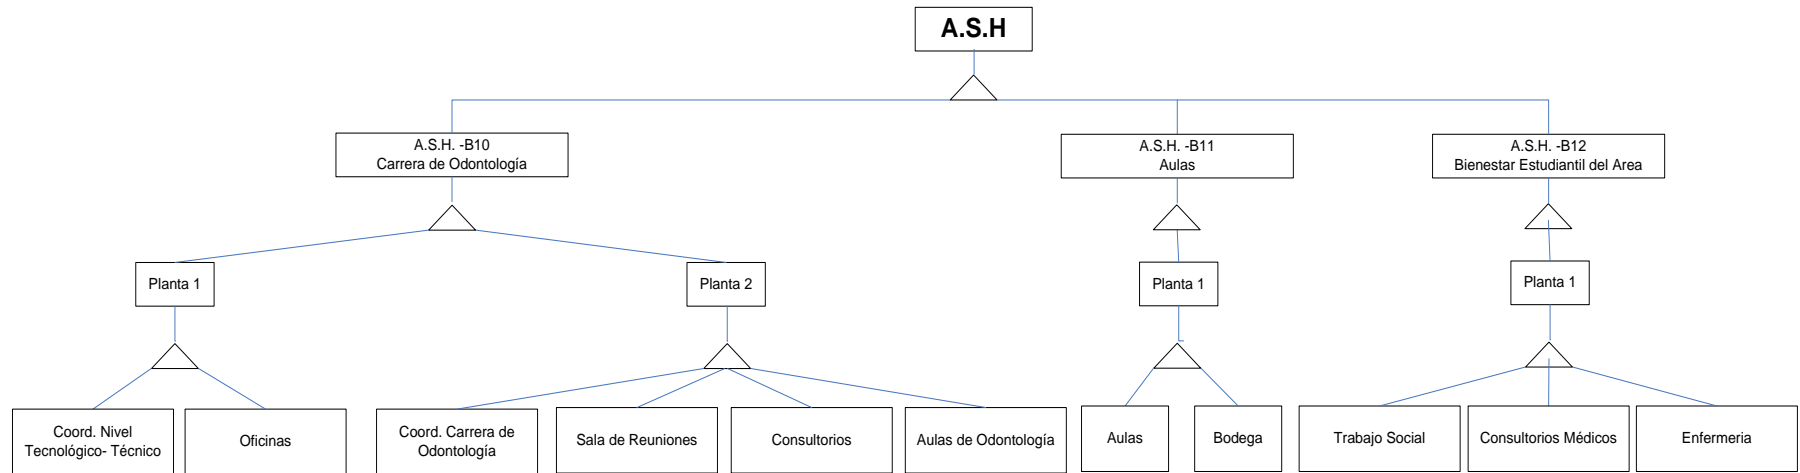 A.S.H
A.S.H. -B10
Carrera de Odontología
A.S.H. -B11
Aulas
A.S.H. -B12
Bienestar Estudiantil del Area
Planta 1
Planta 2
Planta 1
Planta 1
Coord. Nivel
Tecnológico- Técnico
Oficinas
Coord. Carrera de
Odontología
Sala de Reuniones
Consultorios
Aulas de Odontología
Aulas
Bodega
Trabajo Social
Consultorios Médicos
Enfermeria